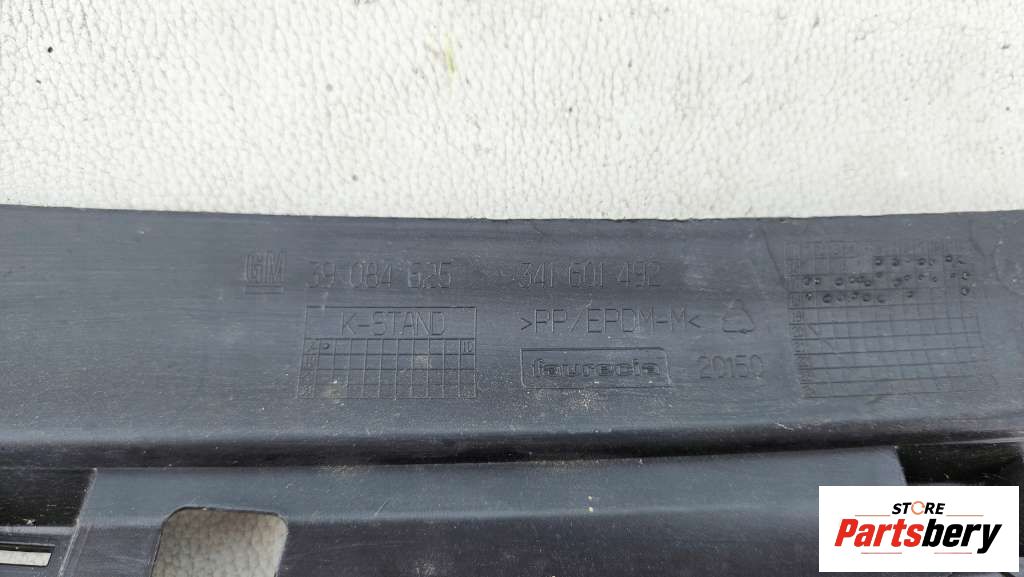 GM 39 084 625 341 601 492
K-STAND >PP/EPDM-M<
faurecia 20150
STORE
Partsbery